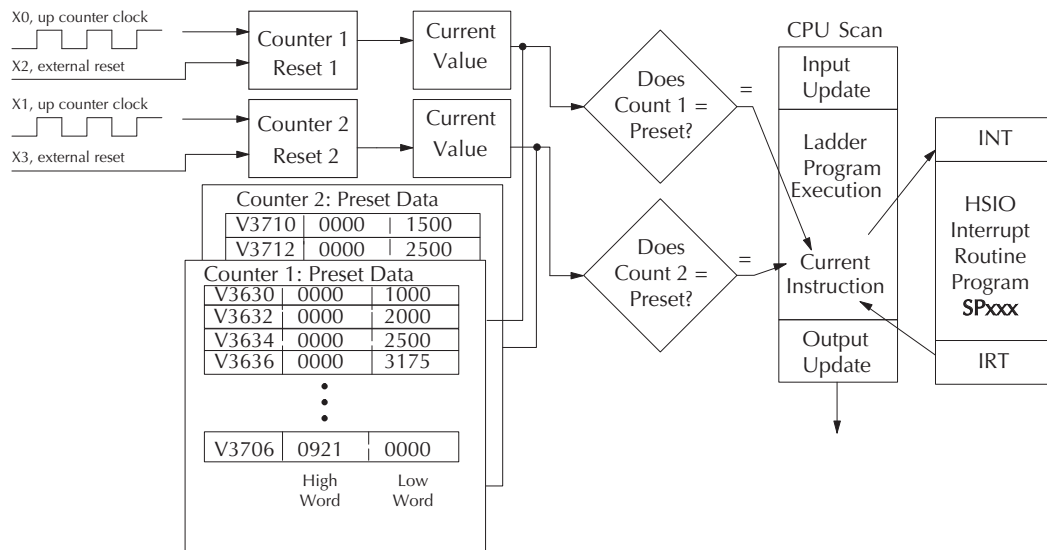 X0, up counter clock
X2, external reset
Counter 1
Reset 1
Current
Value
X1, up counter clock
X3, external reset
Counter 2
Reset 2
Current
Value
Does
Count 1 =
Preset?
=
Does
Count 2 =
Preset?
=
CPU Scan
Input
Update
Ladder
Program
Execution
Current
Instruction
Output
Update
INT
HSIO
Interrupt
Routine
Program
SPxxx
IRT
Counter 2: Preset Data
V3710 0000 1500
V3712 0000 2500
Counter 1: Preset Data
V3630 0000 1000
V3632 0000 2000
V3634 0000 2500
V3636 0000 3175
V3706 0921 0000
High
Word
Low
Word